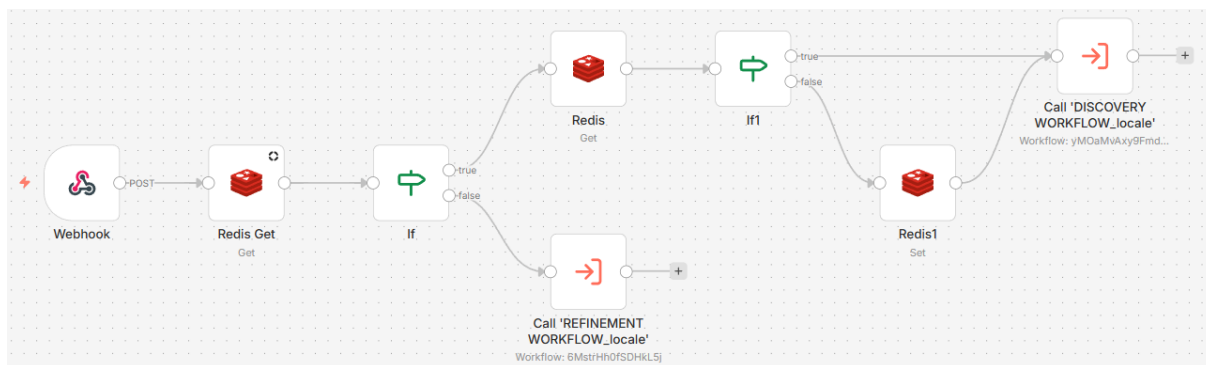 Webhook
POST
Redis Get
Get
If
true
false
Redis
Get
If1
true
false
Redis1
Set
Call 'DISCOVERY
WORKFLOW_locale'
Workflow: yMOaMvAxy9Fmd...
Call 'REFINEMENT
WORKFLOW_locale'
Workflow: 6MstrHh0fSDHkL5j